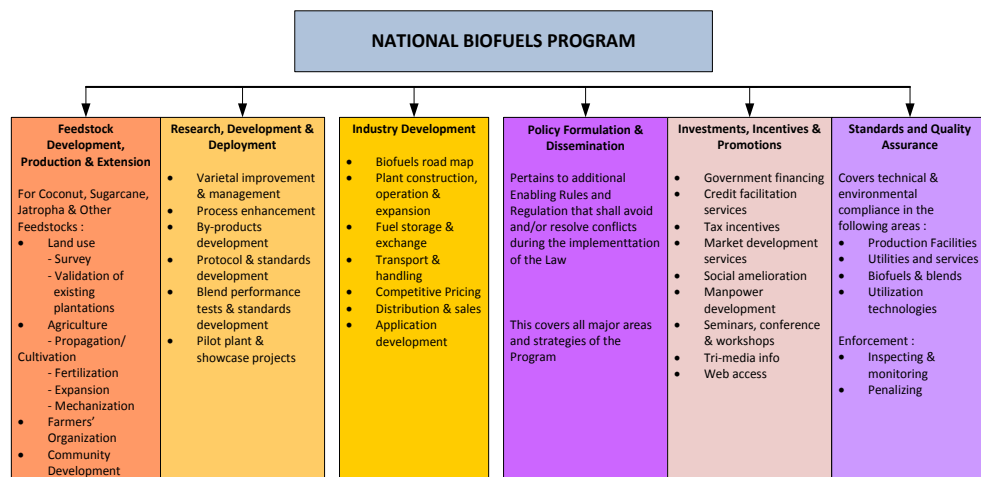 NATIONAL BIOFUELS PROGRAM
Feedstock
Development,
Production & Extension
For Coconut, Sugarcane,
Jatropha & Other
Feedstocks :
• Land use
- Survey
- Validation of
existing
plantations
• Agriculture
- Propagation/
Cultivation
- Fertilization
- Expansion
- Mechanization
• Farmers'
Organization
• Community
Development
Research, Development &
Deployment
• Varietal improvement
& management
• Process enhancement
• By-products
development
• Protocol & standards
development
• Blend performance
tests & standards
development
• Pilot plant &
showcase projects
Industry Development
• Biofuels road map
• Plant construction,
operation &
expansion
• Fuel storage &
exchange
• Transport &
handling
• Competitive Pricing
• Distribution & sales
• Application
development
Policy Formulation &
Dissemination
Pertains to additional
Enabling Rules and
Regulation that shall avoid
and/or resolve conflicts
during the implementtation
of the Law
This covers all major areas
and strategies of the
Program
Investments, Incentives &
Promotions
• Government financing
• Credit facilitation
services
• Tax incentives
• Market development
services
• Social amelioration
• Manpower
development
• Seminars, conference
& workshops
• Tri-media info
• Web access
Standards and Quality
Assurance
Covers technical &
environmental
compliance in the
following areas :
• Production Facilities
• Utilities and services
• Biofuels & blends
• Utilization
technologies
Enforcement :
• Inspecting &
monitoring
• Penalizing